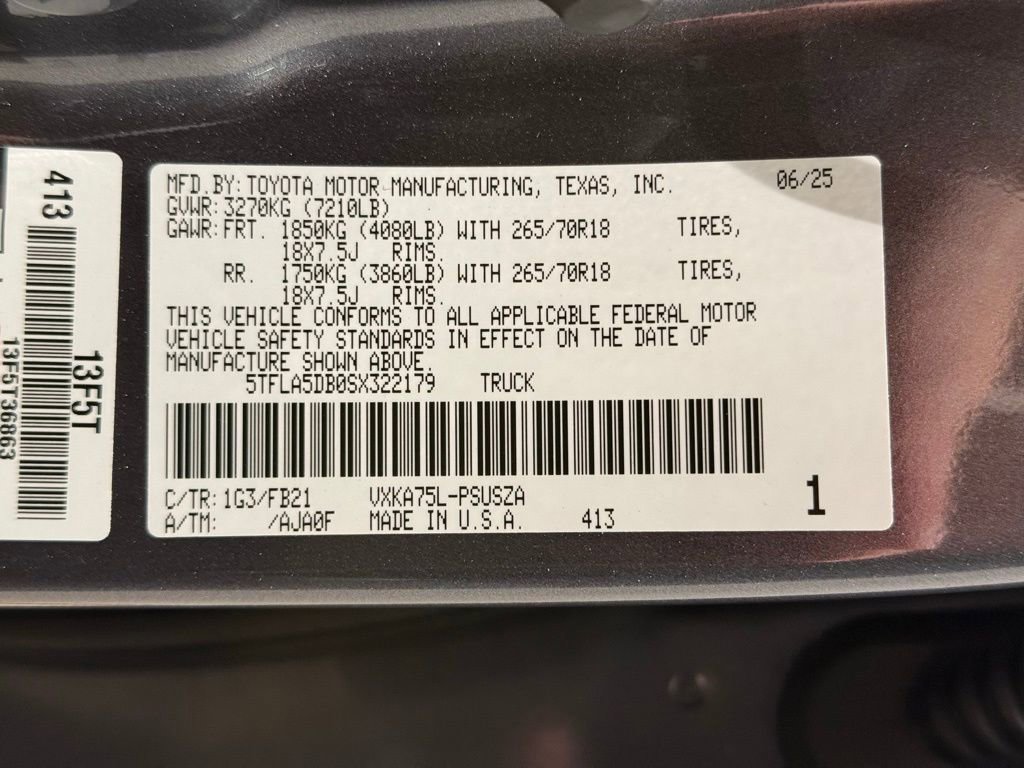 MFD.BY: TOYOTA MOTOR MANUFACTURING, TEXAS, INC. 06/25
GVWR: 3270KG (7210LB)
GAWR: FRT. 1850KG (4080LB) WITH 265/70R18 TIRES,
18X7.5J RIMS.
RR. 1750KG (3860LB) WITH 265/70R18 TIRES,
18X7.5J RIMS.
THIS VEHICLE CONFORMS TO ALL APPLICABLE FEDERAL MOTOR
VEHICLE SAFETY STANDARDS IN EFFECT ON THE DATE OF
MANUFACTURE SHOWN ABOVE.
5TFLA5DB0SX322179 TRUCK
C/TR: 1G3/FB21 VXKA75L-PSUSZA
A/TM: /AJA0F MADE IN U.S.A. 413
1
413
13F5T
13F5T36863